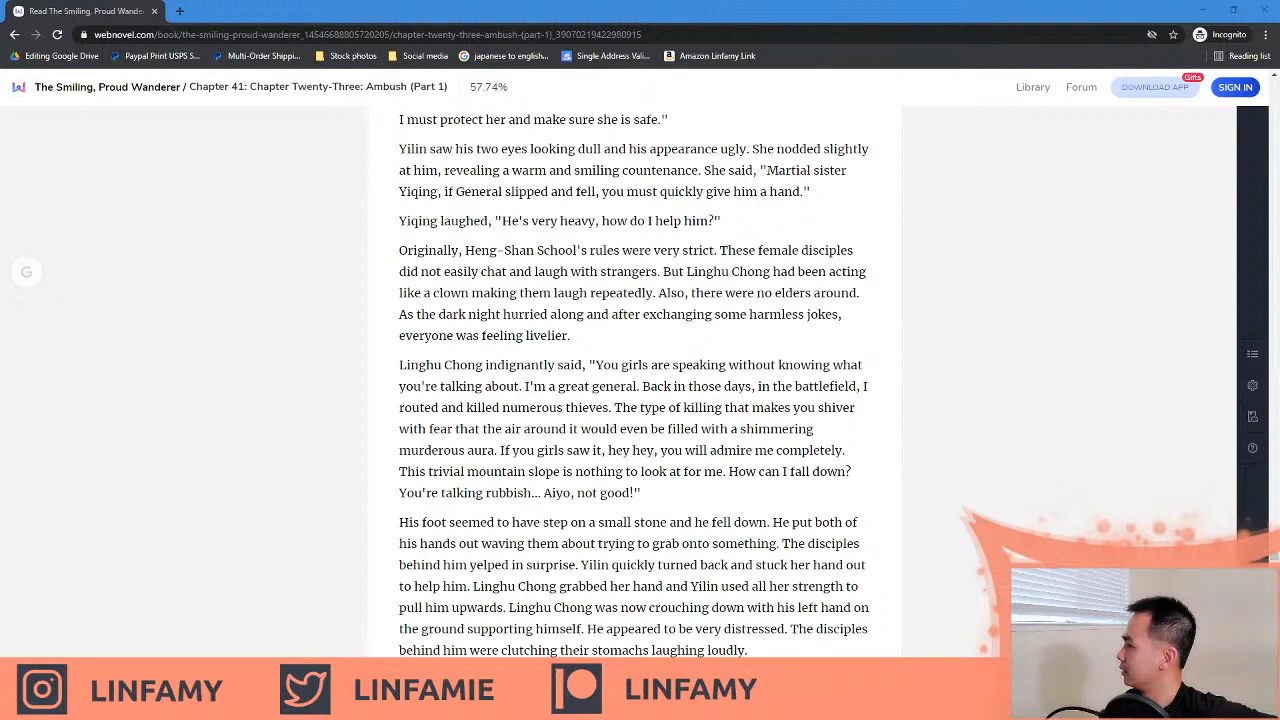 Read The Smiling, Proud Wande
webnovel.com/book/the-smiling-proud-wanderer_14546688805720205/chapter-twenty-three-ambush-(part-1)_39070219422980915
Incognito
Editing Google Drive
Paypal Print USPS S...
Multi-Order Shippi...
Stock photos
Social media
japanese to english...
Single Address Vali...
Amazon Linfamy Link
Reading list
The Smiling, Proud Wanderer / Chapter 41: Chapter Twenty-Three: Ambush (Part 1)
57.74%
Library
Forum
DOWNLOAD APP
Gifts
SIGN IN
I must protect her and make sure she is safe."
Yilin saw his two eyes looking dull and his appearance ugly. She nodded slightly
at him, revealing a warm and smiling countenance. She said, "Martial sister
Yiqing, if General slipped and fell, you must quickly give him a hand."
Yiqing laughed, "He's very heavy, how do I help him?"
Originally, Heng-Shan School's rules were very strict. These female disciples
did not easily chat and laugh with strangers. But Linghu Chong had been acting
like a clown making them laugh repeatedly. Also, there were no elders around.
As the dark night hurried along and after exchanging some harmless jokes,
everyone was feeling livelier.
Linghu Chong indignantly said, "You girls are speaking without knowing what
you're talking about. I'm a great general. Back in those days, in the battlefield, I
routed and killed numerous thieves. The type of killing that makes you shiver
with fear that the air around it would even be filled with a shimmering
murderous aura. If you girls saw it, hey hey, you will admire me completely.
This trivial mountain slope is nothing to look at for me. How can I fall down?
You're talking rubbish... Aiyo, not good!"
His foot seemed to have step on a small stone and he fell down. He put both of
his hands out waving them about trying to grab onto something. The disciples
behind him yelped in surprise. Yilin quickly turned back and stuck her hand out
to help him. Linghu Chong grabbed her hand and Yilin used all her strength to
pull him upwards. Linghu Chong was now crouching down with his left hand on
the ground supporting himself. He appeared to be very distressed. The disciples
behind him were clutching their stomachs laughing loudly.
G
LINFAMY
LINFAMIE
LINFAMY